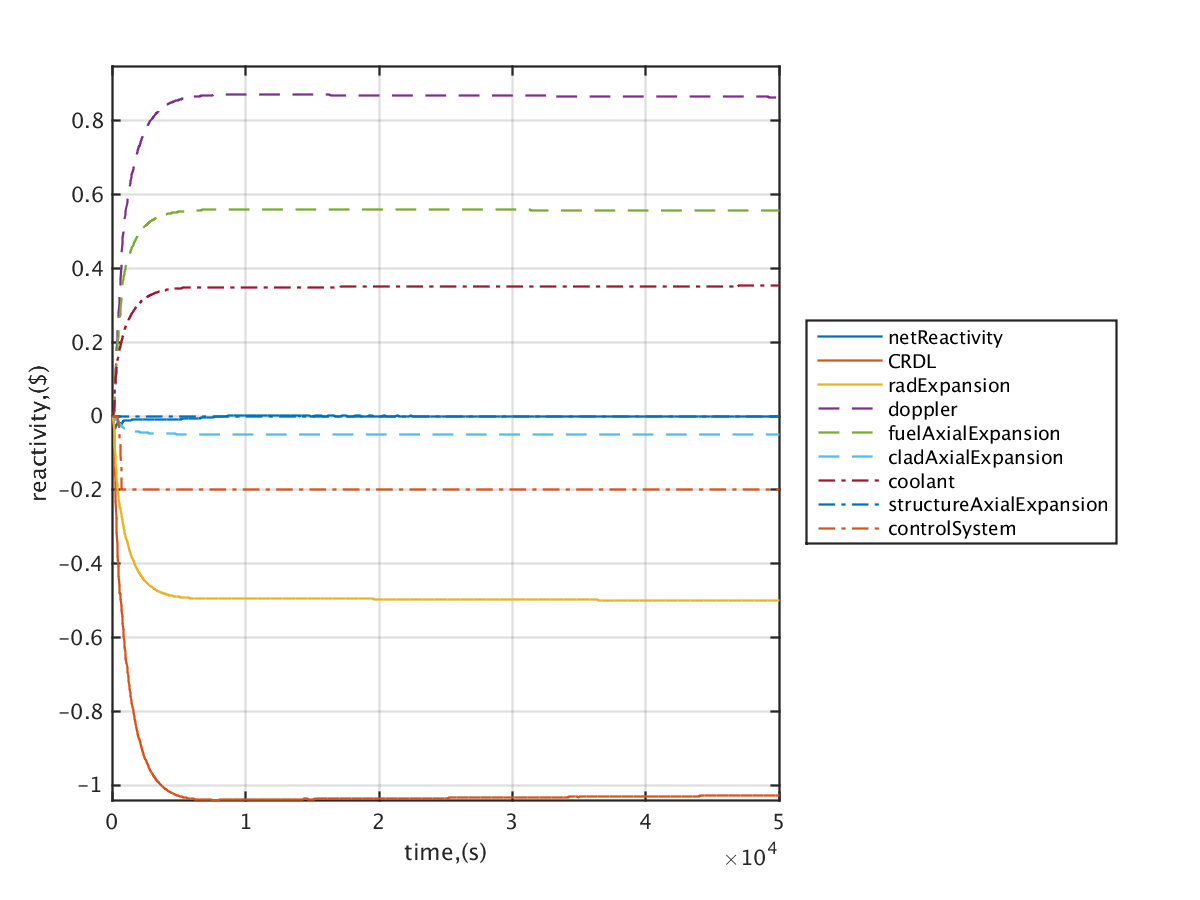 0.8
0.6
0.4
0.2
0
-0.2
-0.4
-0.6
-0.8
-1
reactivity,($)
0 1 2 3 4 5
time,(s)
×10^4
netReactivity
CRDL
radExpansion
doppler
fuelAxialExpansion
cladAxialExpansion
coolant
structureAxialExpansion
controlSystem